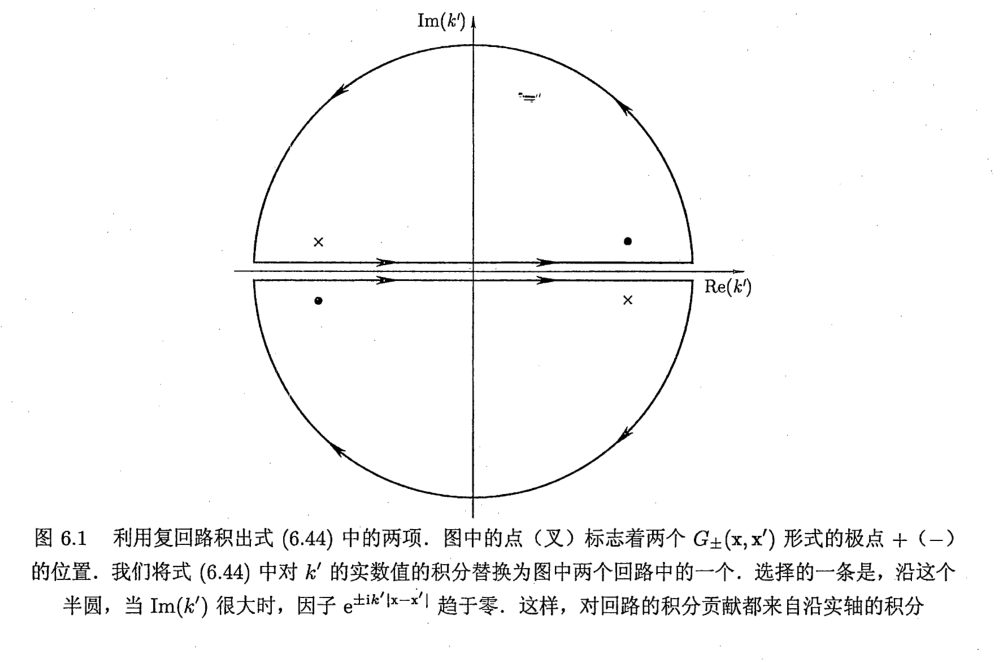 Im(k′)
Re(k′)
图 6.1 利用复回路积出式 (6.44) 中的两项. 图中的点（叉）标志着两个 G±(x, x′) 形式的极点 +（−）
的位置. 我们将式 (6.44) 中对 k′ 的实数值的积分替换为图中两个回路中的一个. 选择的一条是, 沿这个
半圆, 当 Im(k′) 很大时, 因子 e^{±ik′|x−x′|} 趋于零. 这样, 对回路的积分贡献都来自沿实轴的积分